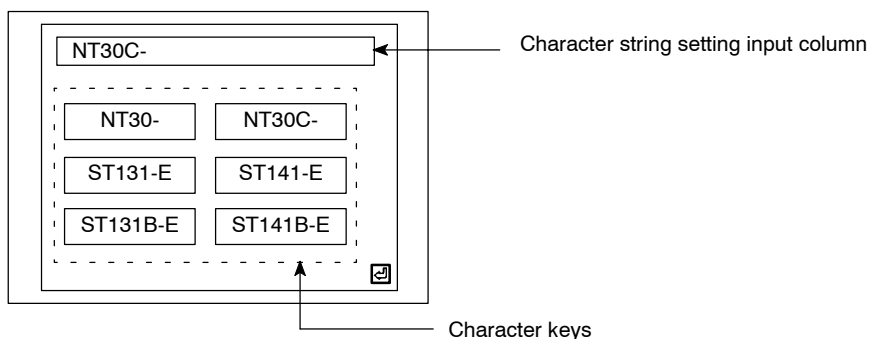 NT30C-
Character string setting input column
NT30- NT30C-
ST131-E ST141-E
ST131B-E ST141B-E
Character keys